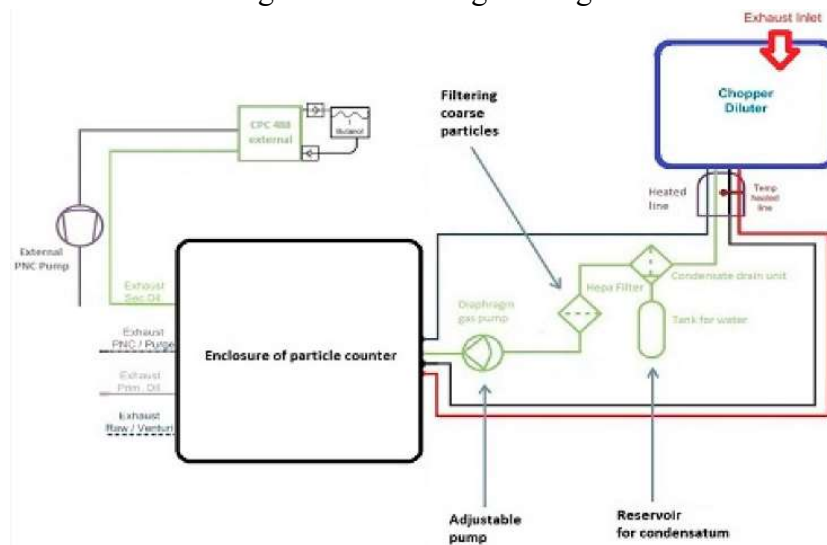 Exhaust Inlet
Chopper
Diluter
Filtering
coarse
particles
CPC 488
external
Butanol
Heated
line
Temp
heated
line
External
PNC Pump
Exhaust
Sec.Dil
Hepa Filter
Condensate drain unit
Diaphragm
gas pump
Tank for water
Exhaust
PNC / Purge
Enclosure of particle counter
Exhaust
Prim. Dil
Exhaust
Raw / Venturi
Adjustable
pump
Reservoir
for condensatum